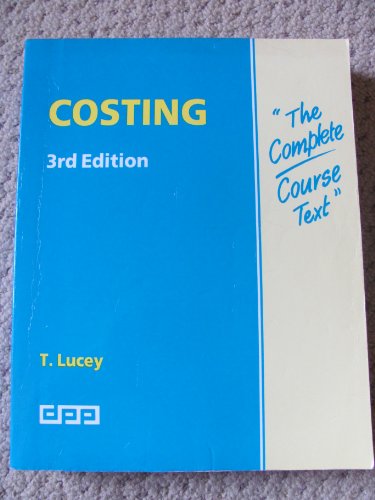 COSTING
3rd Edition
"The
Complete
Course
Text"
T. Lucey
dpp